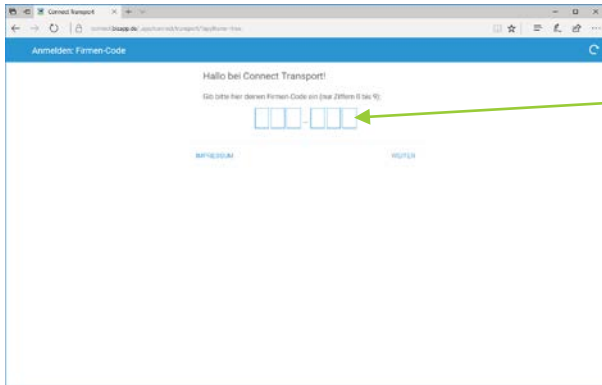 Connect Transport
Anmelden: Firmen-Code
Hallo bei Connect Transport!
Gib bitte hier deinen Firmen-Code ein (nur Ziffern 0 bis 9):
-
IMPRESSUM
WEITER